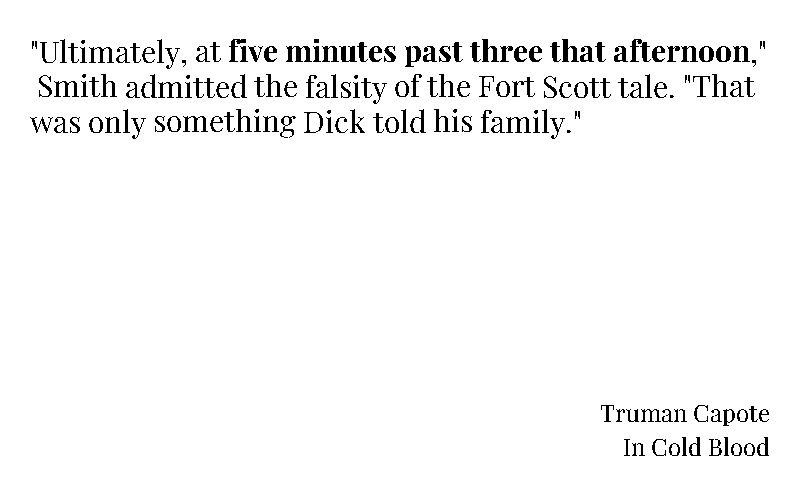 "Ultimately, at five minutes past three that afternoon,"
Smith admitted the falsity of the Fort Scott tale. "That
was only something Dick told his family."
Truman Capote
In Cold Blood